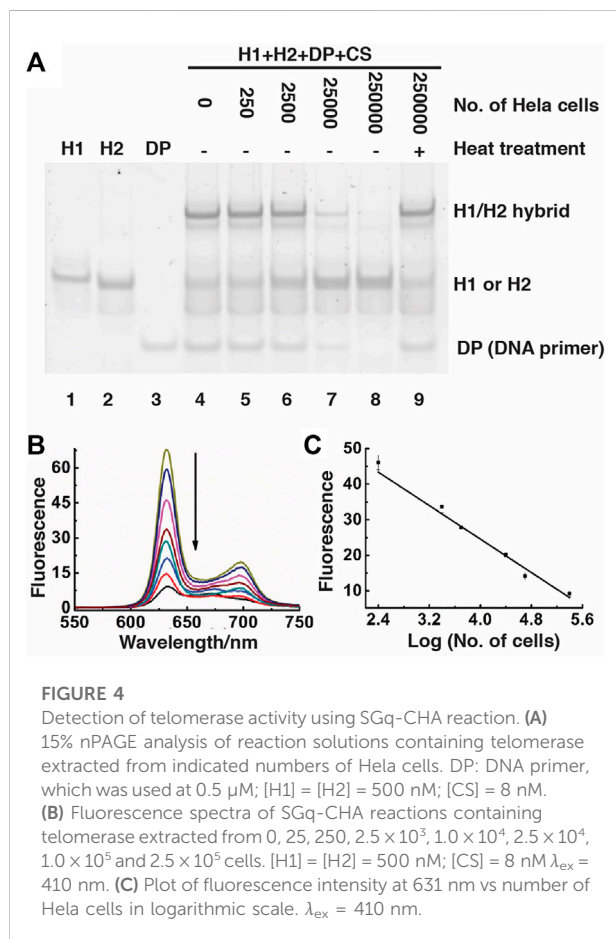 A
H1+H2+DP+CS
0 250 2500 25000 250000 250000 No. of Hela cells
H1 H2 DP - - - - - + Heat treatment
H1/H2 hybrid
H1 or H2
DP (DNA primer)
1 2 3 4 5 6 7 8 9
B
60
45
30
15
0
Fluorescence
550 600 650 700 750
Wavelength/nm
C
50
40
30
20
10
Fluorescence
2.4 3.2 4.0 4.8 5.6
Log (No. of cells)
FIGURE 4
Detection of telomerase activity using SGq-CHA reaction. (A)
15% nPAGE analysis of reaction solutions containing telomerase
extracted from indicated numbers of Hela cells. DP: DNA primer,
which was used at 0.5 μM; [H1] = [H2] = 500 nM; [CS] = 8 nM.
(B) Fluorescence spectra of SGq-CHA reactions containing
telomerase extracted from 0, 25, 250, 2.5 × 10³, 1.0 × 10⁴, 2.5 × 10⁴,
1.0 × 10⁵ and 2.5 × 10⁵ cells. [H1] = [H2] = 500 nM; [CS] = 8 nM λex =
410 nm. (C) Plot of fluorescence intensity at 631 nm vs number of
Hela cells in logarithmic scale. λex = 410 nm.